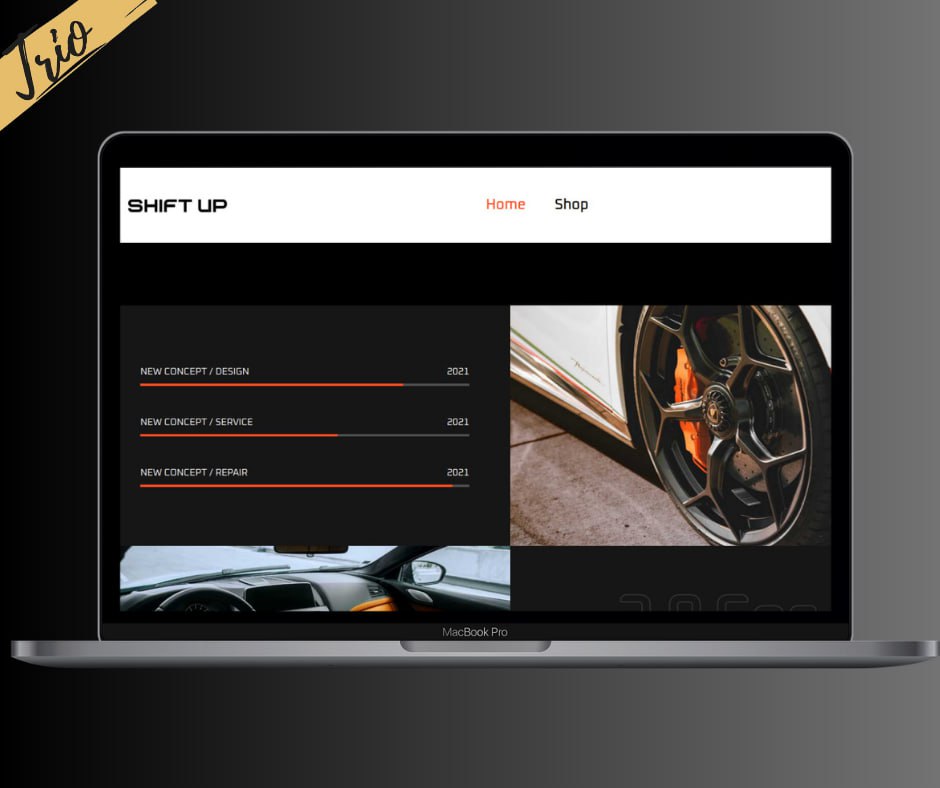 Trio
SHIFT UP
Home Shop
NEW CONCEPT / DESIGN 2021
NEW CONCEPT / SERVICE 2021
NEW CONCEPT / REPAIR 2021
MacBook Pro